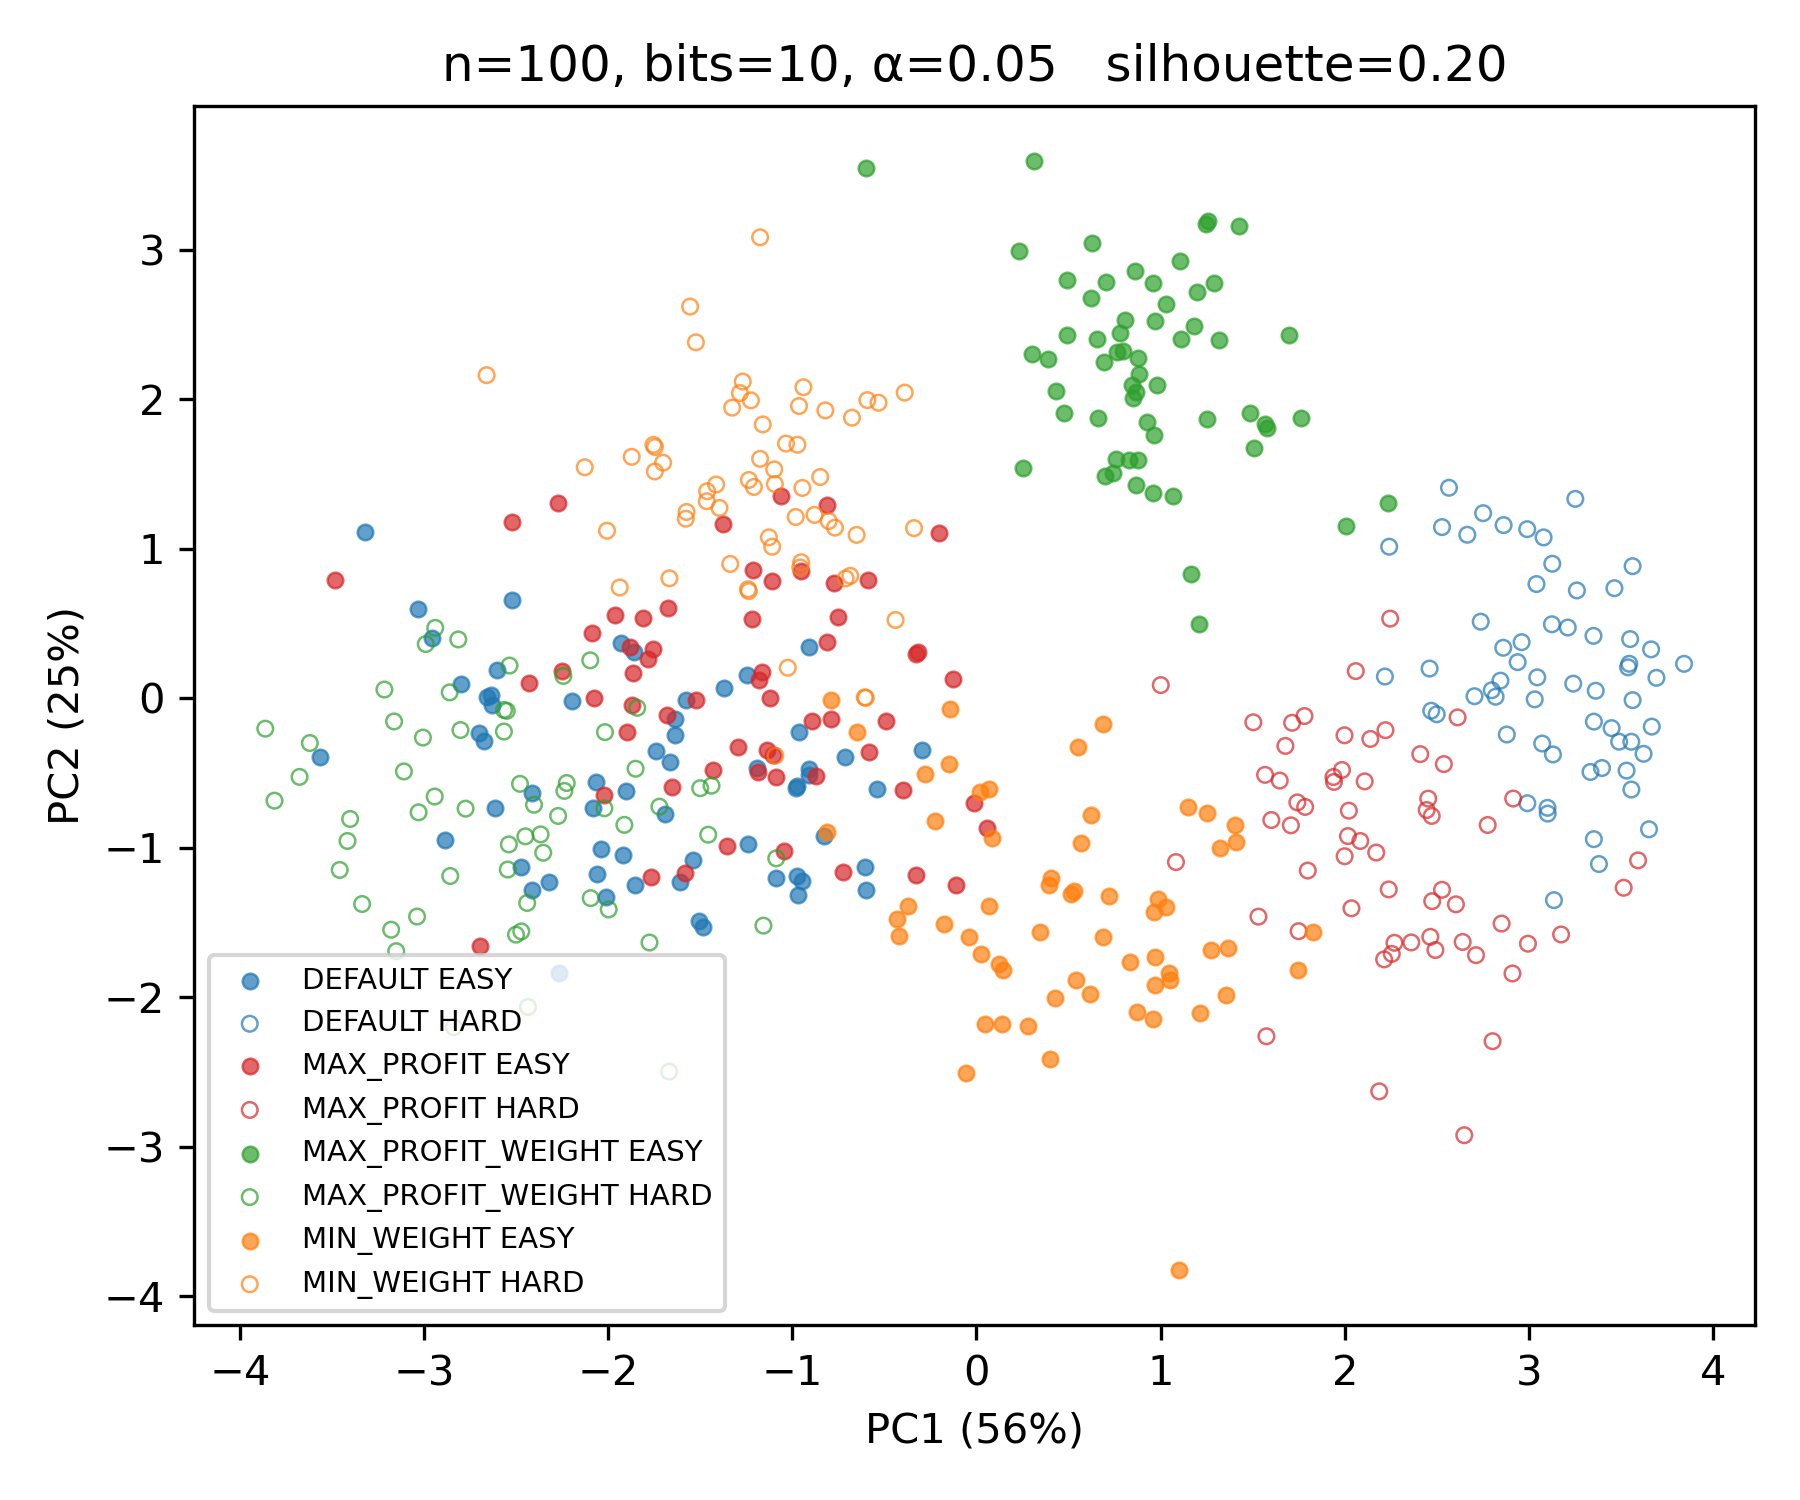 n=100, bits=10, α=0.05   silhouette=0.20
3
2
1
0
−1
−2
−3
−4
PC2 (25%)
DEFAULT EASY
DEFAULT HARD
MAX_PROFIT EASY
MAX_PROFIT HARD
MAX_PROFIT_WEIGHT EASY
MAX_PROFIT_WEIGHT HARD
MIN_WEIGHT EASY
MIN_WEIGHT HARD
−4 −3 −2 −1 0 1 2 3 4
PC1 (56%)